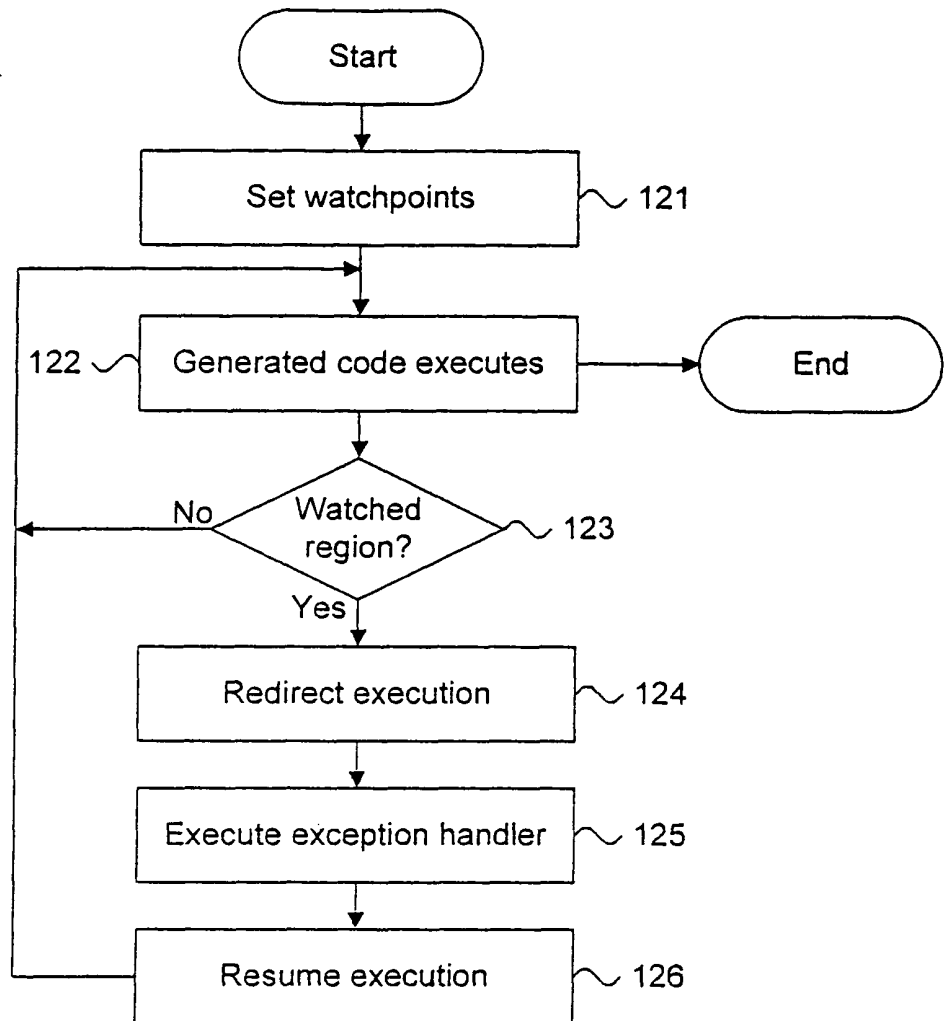 Start
Set watchpoints
121
122
Generated code executes
End
No
Watched
region?
123
Yes
Redirect execution
124
Execute exception handler
125
Resume execution
126